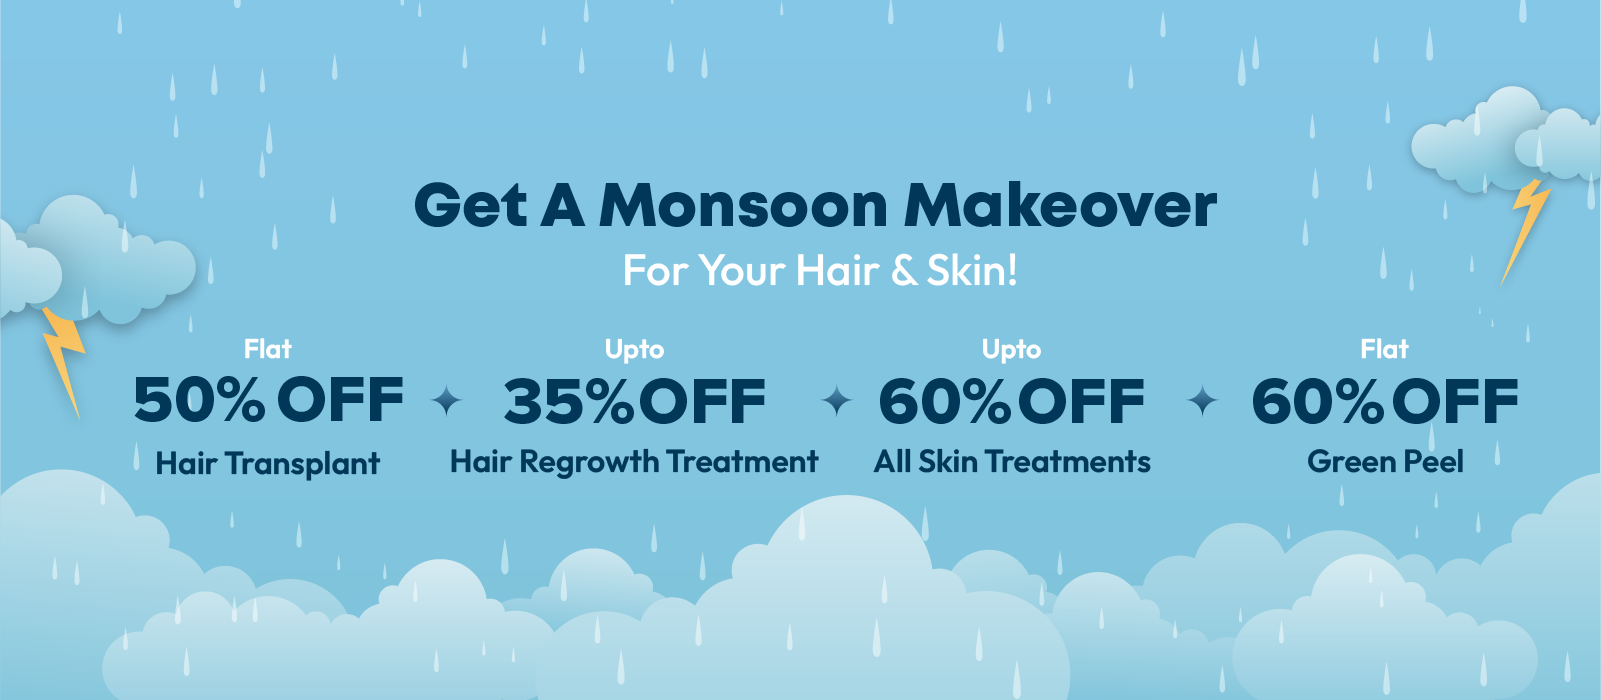 Get A Monsoon Makeover
For Your Hair & Skin!
Flat
50% OFF
Hair Transplant
Upto
35% OFF
Hair Regrowth Treatment
Upto
60% OFF
All Skin Treatments
Flat
60% OFF
Green Peel